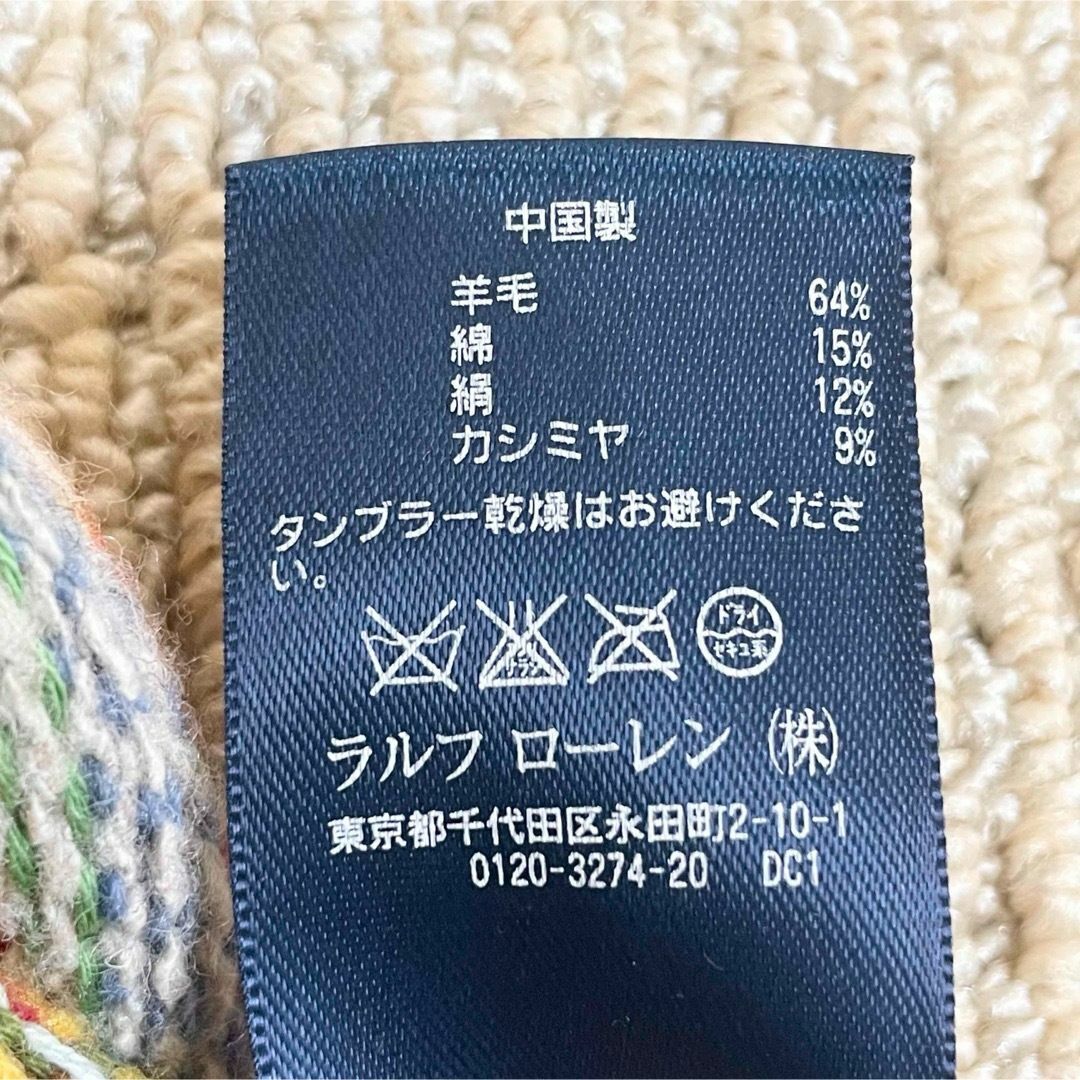 中国製
羊毛 64%
綿 15%
絹 12%
カシミヤ 9%
タンブラー乾燥はお避けくださ
い。
ドライ
セキユ系
ラルフ ローレン (株)
東京都千代田区永田町2-10-1
0120-3274-20 DC1